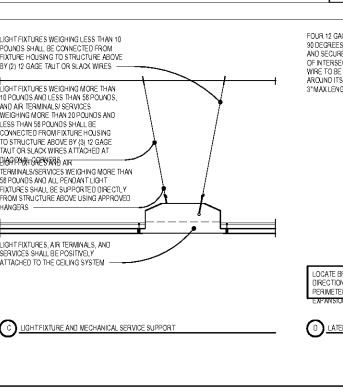 LIGHT FIXTURES WEIGHING LESS THAN 10
POUNDS SHALL BE CONNECTED FROM
FIXTURE HOUSING TO STRUCTURE ABOVE
BY (2) 12 GAGE TAUT OR SLACK WIRES
LIGHT FIXTURES WEIGHING MORE THAN
10 POUNDS AND LESS THAN 56 POUNDS,
AND AIR TERMINALS/ SERVICES
WEIGHING MORE THAN 20 POUNDS AND
LESS THAN 56 POUNDS SHALL BE
CONNECTED FROM FIXTURE HOUSING
TO STRUCTURE ABOVE BY (3) 12 GAGE
TAUT OR SLACK WIRES ATTACHED AT
DIAGONAL CORNERS
LIGHT FIXTURES AND AIR
TERMINALS/SERVICES WEIGHING MORE THAN
56 POUNDS AND ALL PENDANT LIGHT
FIXTURES SHALL BE SUPPORTED DIRECTLY
FROM STRUCTURE ABOVE USING APPROVED
HANGERS
LIGHT FIXTURES, AIR TERMINALS, AND
SERVICES SHALL BE POSITIVELY
ATTACHED TO THE CEILING SYSTEM
C LIGHT FIXTURE AND MECHANICAL SERVICE SUPPORT
FOUR 12 GA
90 DEGREES
AND SECURE
OF INTERSE
WIRE TO BE
AROUND ITS
3" MAX LENG
LOCATE B
DIRECTION
PERIMETE
EXPANSION
D LATE